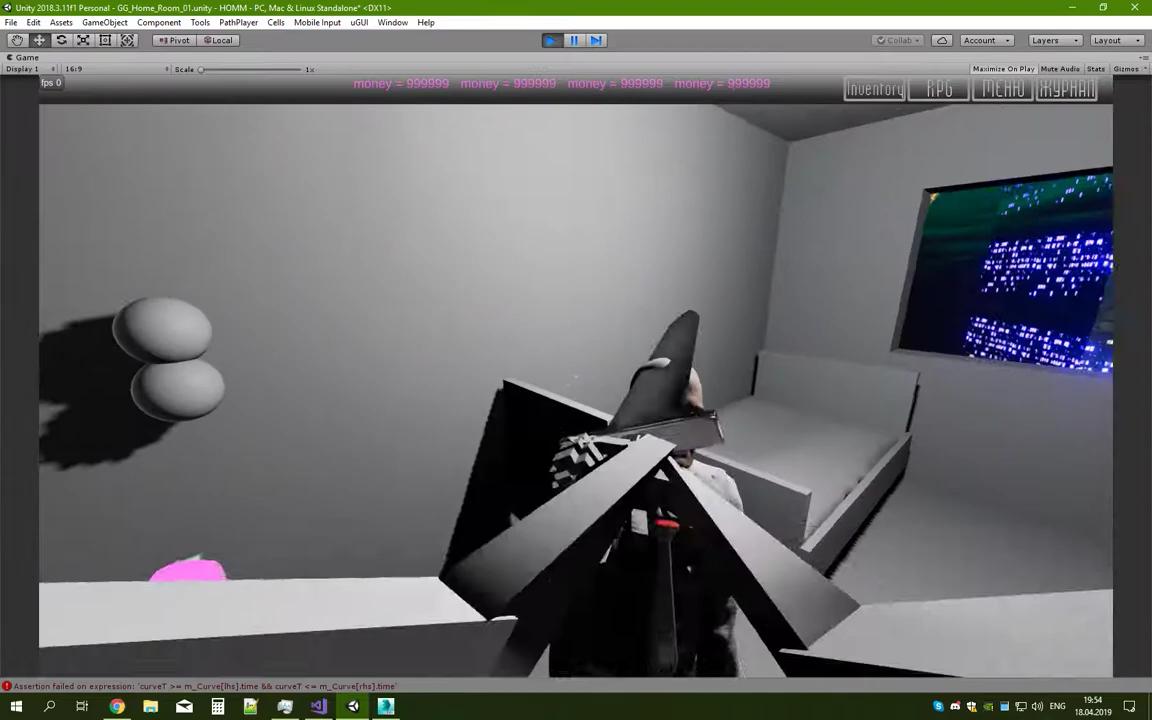 Unity 2018.3.11f1 Personal - GG_Home_Room_01.unity - HOMM - PC, Mac & Linux Standalone* <DX11>
File Edit Assets GameObject Component Tools PathPlayer Cells Mobile Input uGUI Window Help
Pivot Local Collab Account Layers Layout
Game
Display 1 16:9 Scale 1x Maximize On Play Mute Audio Stats Gizmos
fps 0 money = 999999 money = 999999 money = 999999 money = 999999 Inventory RPG МЕНЮ ЖУРНАЛ
Assertion failed on expression: 'curveT >= m_Curve[lhs].time && curveT <= m_Curve[rhs].time'
ENG 19:54
18.04.2019